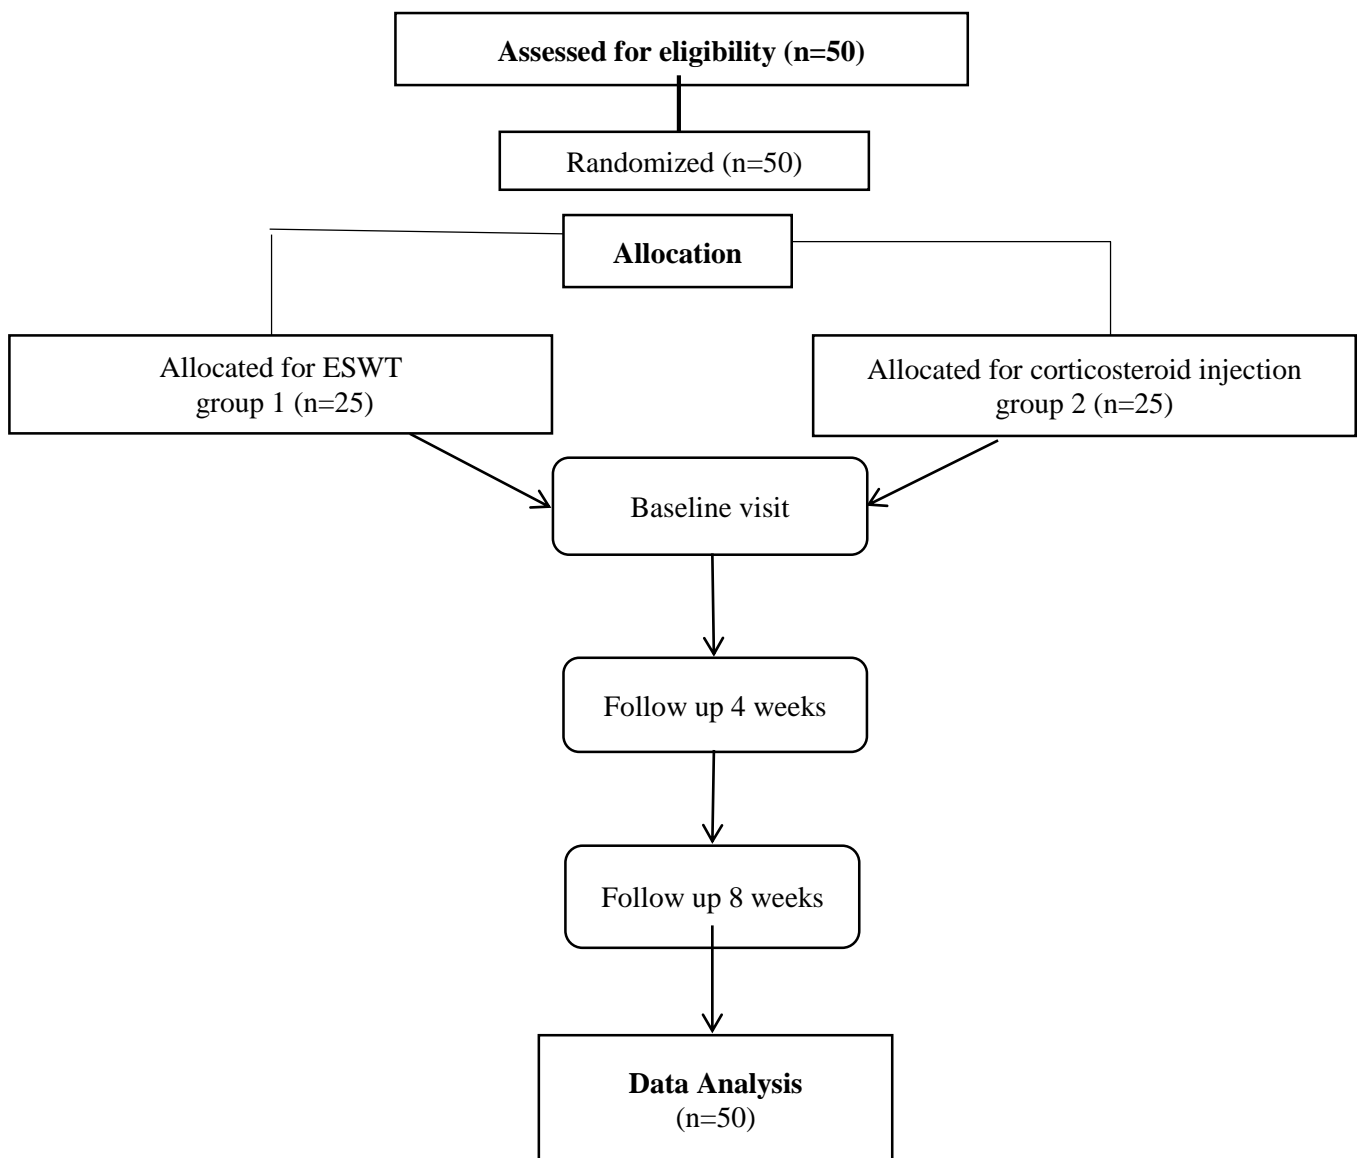 Assessed for eligibility (n=50)
Randomized (n=50)
Allocation
Allocated for ESWT
group 1 (n=25)
Allocated for corticosteroid injection
group 2 (n=25)
Baseline visit
Follow up 4 weeks
Follow up 8 weeks
Data Analysis
(n=50)